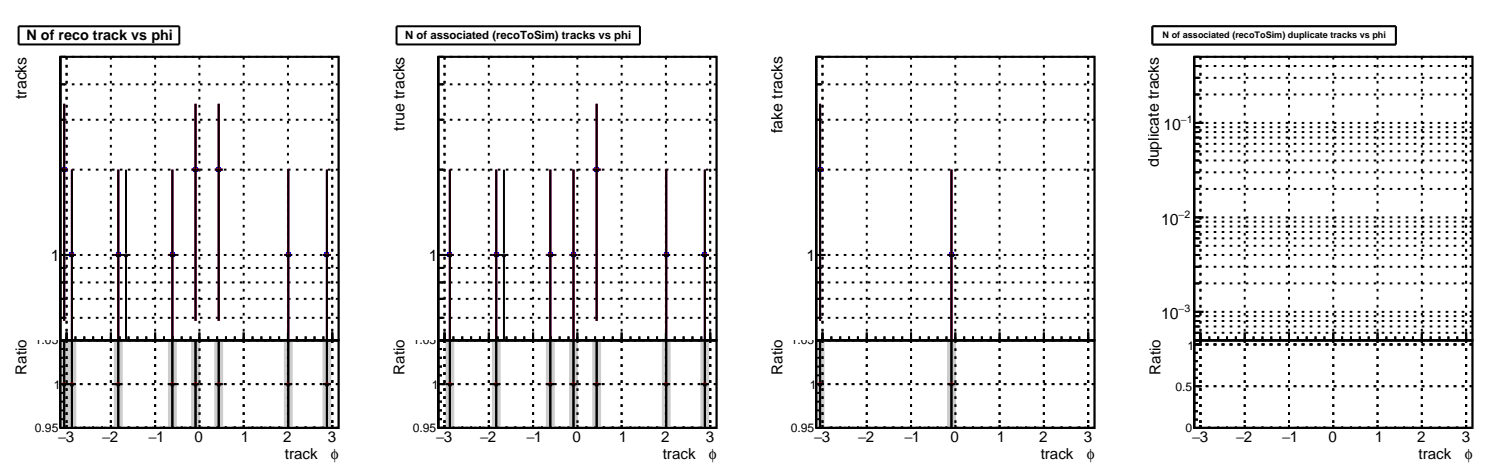 N of reco track vs phi
tracks
1
Ratio
1
0.95
−3 −2 −1 0 1 2 3
track ϕ
N of associated (recoToSim) tracks vs phi
true tracks
1
Ratio
1
0.95
−3 −2 −1 0 1 2 3
track ϕ
fake tracks
1
Ratio
1
0.95
−3 −2 −1 0 1 2 3
track ϕ
N of associated (recoToSim) duplicate tracks vs phi
duplicate tracks
10−1
10−2
10−3
Ratio
1
0.5
0
−3 −2 −1 0 1 2 3
track ϕ